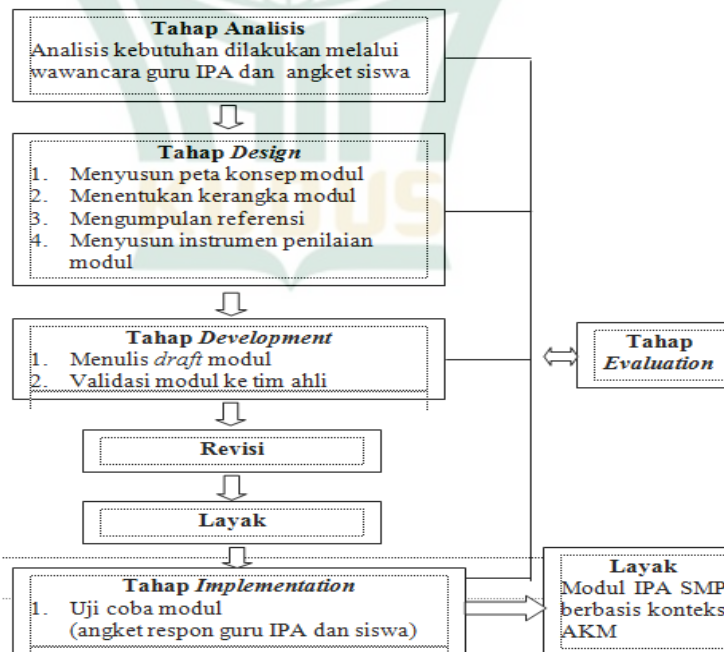 Tahap Analisis
Analisis kebutuhan dilakukan melalui
wawancara guru IPA dan angket siswa
Tahap Design
1. Menyusun peta konsep modul
2. Menentukan kerangka modul
3. Mengumpulan referensi
4. Menyusun instrumen penilaian
modul
Tahap Development
1. Menulis draft modul
2. Validasi modul ke tim ahli
Tahap
Evaluation
Revisi
Layak
Tahap Implementation
1. Uji coba modul
(angket respon guru IPA dan siswa)
Layak
Modul IPA SMP
berbasis konteks
AKM
KUDUS